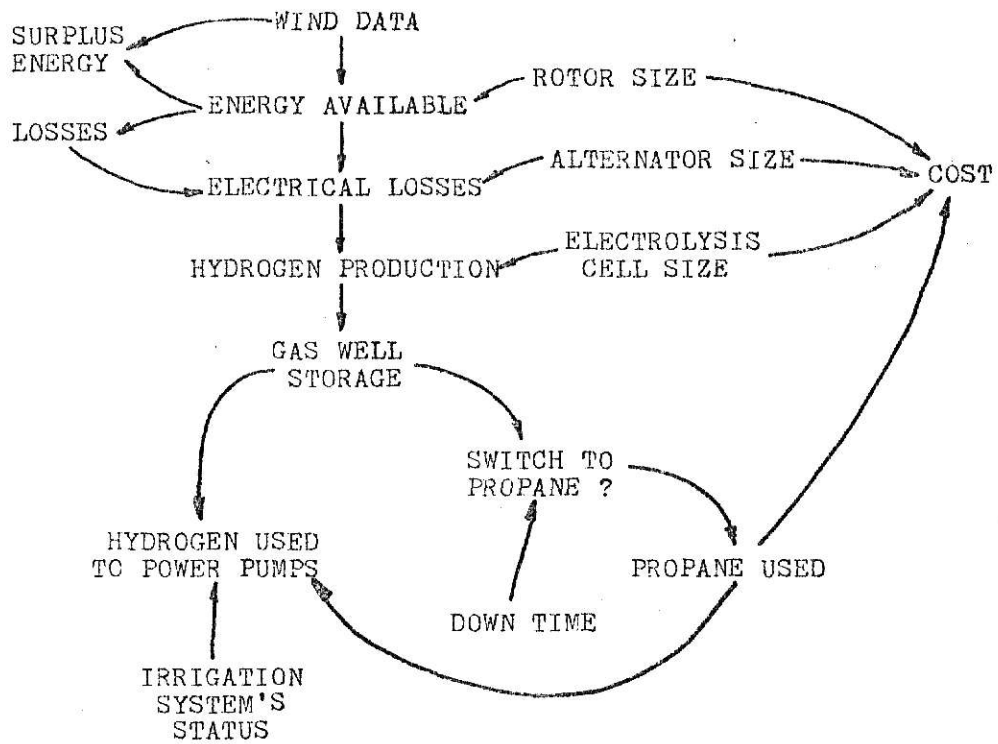 WIND DATA
SURPLUS
ENERGY
ROTOR SIZE
ENERGY AVAILABLE
LOSSES
ALTERNATOR SIZE
COST
ELECTRICAL LOSSES
ELECTROLYSIS
CELL SIZE
HYDROGEN PRODUCTION
GAS WELL
STORAGE
SWITCH TO
PROPANE ?
HYDROGEN USED
TO POWER PUMPS
PROPANE USED
DOWN TIME
IRRIGATION
SYSTEM'S
STATUS